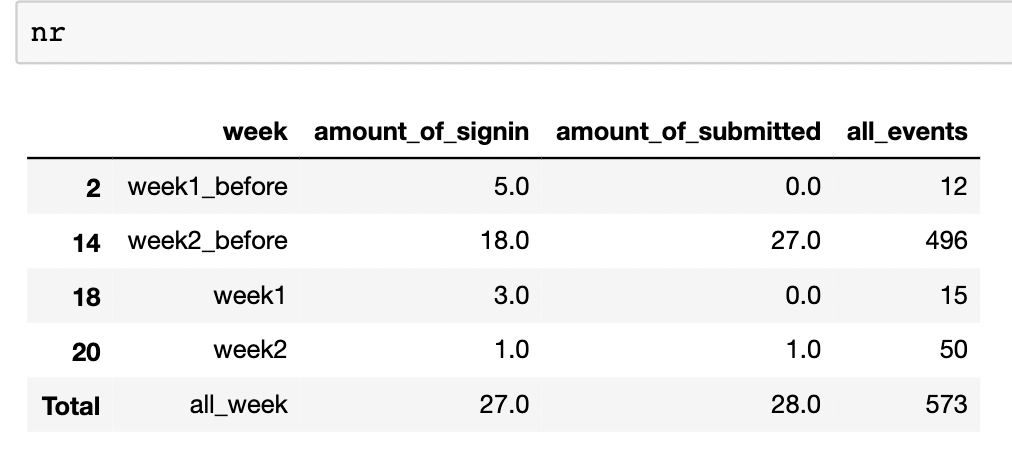 nr
week amount_of_signin amount_of_submitted all_events
2 week1_before 5.0 0.0 12
14 week2_before 18.0 27.0 496
18 week1 3.0 0.0 15
20 week2 1.0 1.0 50
Total all_week 27.0 28.0 573